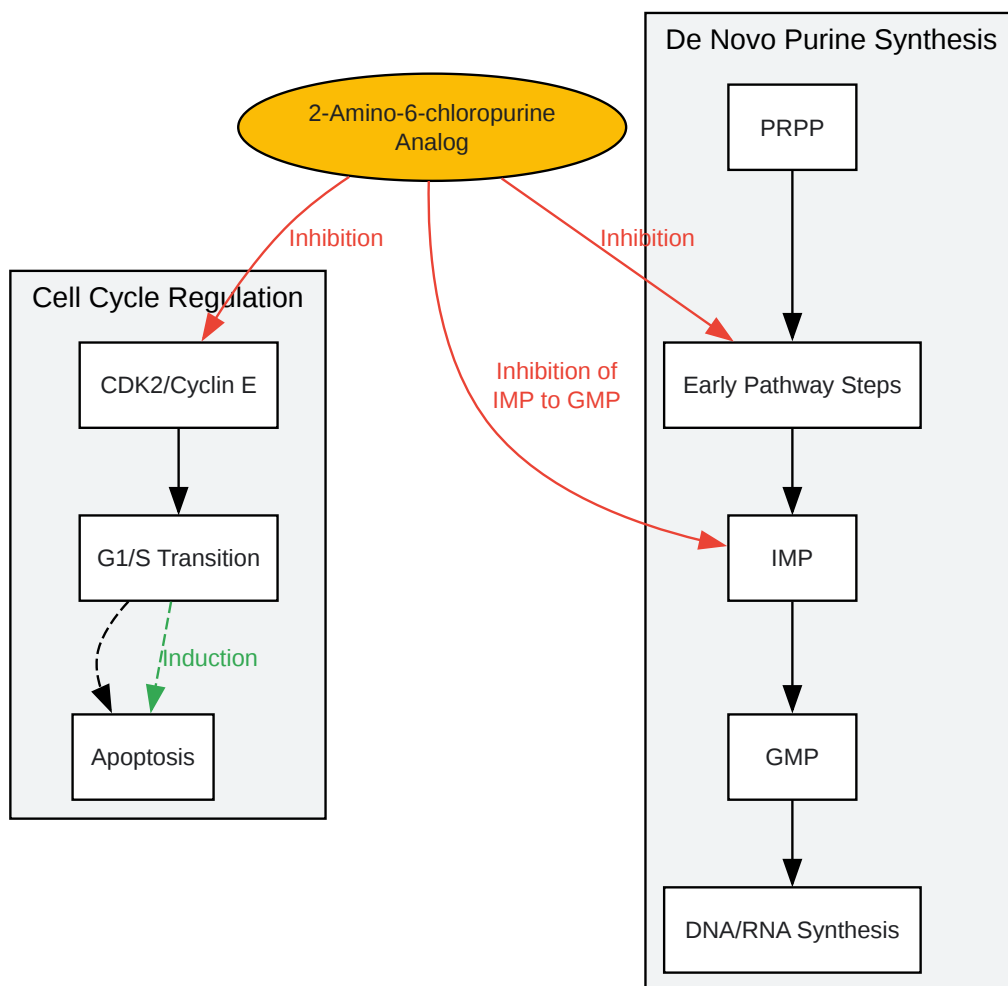 De Novo Purine Synthesis
2-Amino-6-chloropurine
Analog
PRPP
Inhibition
Inhibition
Cell Cycle Regulation
CDK2/Cyclin E
Inhibition of
IMP to GMP
Early Pathway Steps
G1/S Transition
IMP
Induction
Apoptosis
GMP
DNA/RNA Synthesis